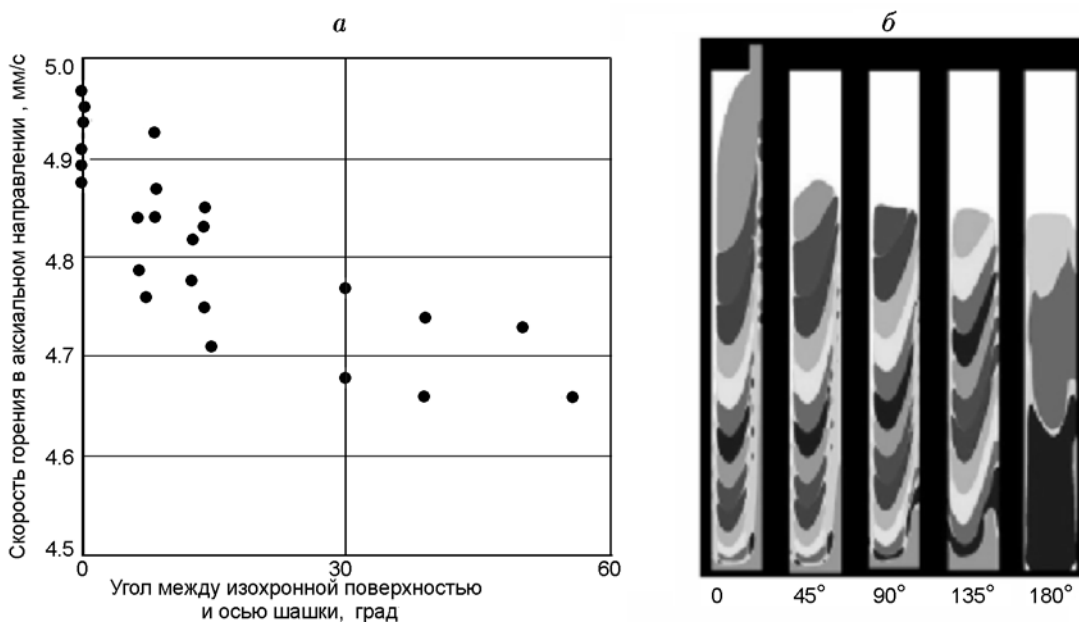 а
б
Скорость горения в аксиальном направлении , мм/с
5.0
4.9
4.8
4.7
4.6
4.5
0
30
60
Угол между изохронной поверхностью
и осью шашки, град
0
45°
90°
135°
180°